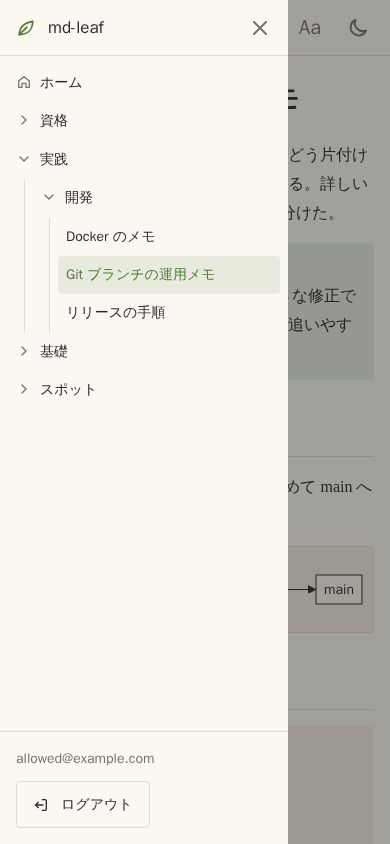 md-leaf
Aa
ホーム
資格
実践
開発
Docker のメモ
Git ブランチの運用メモ
リリースの手順
基礎
スポット
どう片付け
る。詳しい
分けた。
な修正で
追いやす
めて main へ
main
allowed@example.com
ログアウト